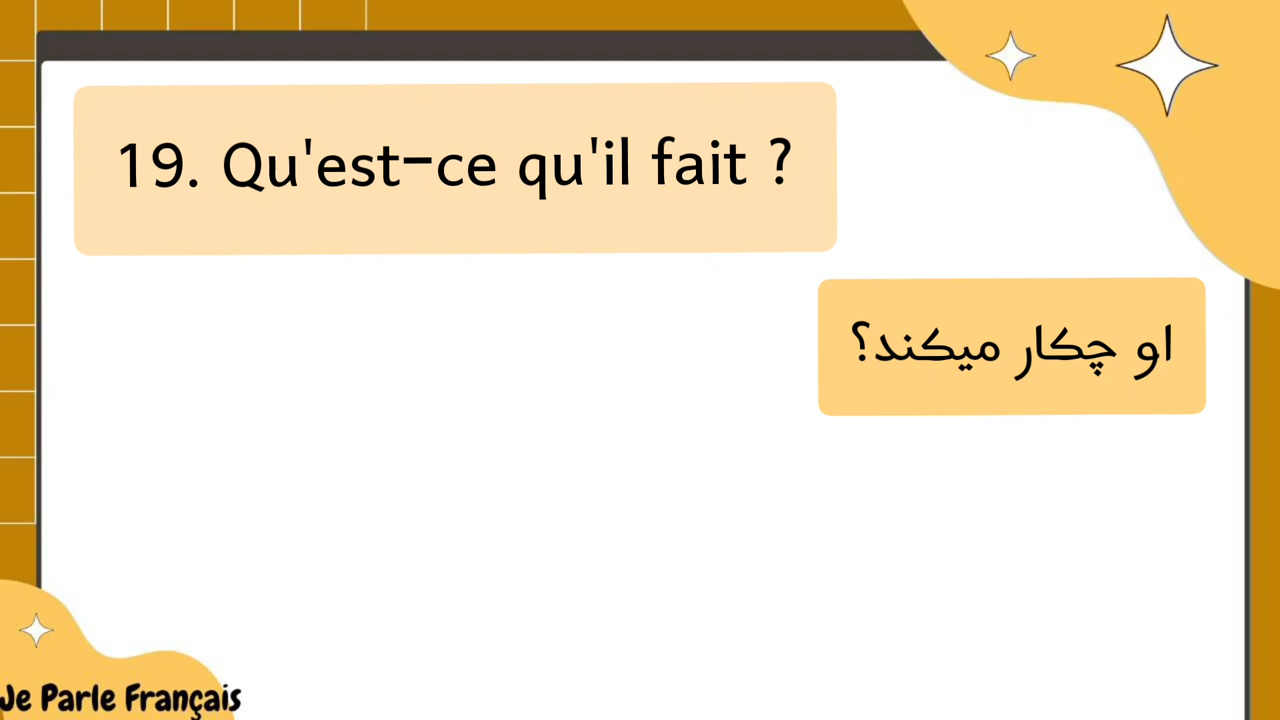 19. Qu'est-ce qu'il fait ?
او چکار میکند؟
Je Parle Français